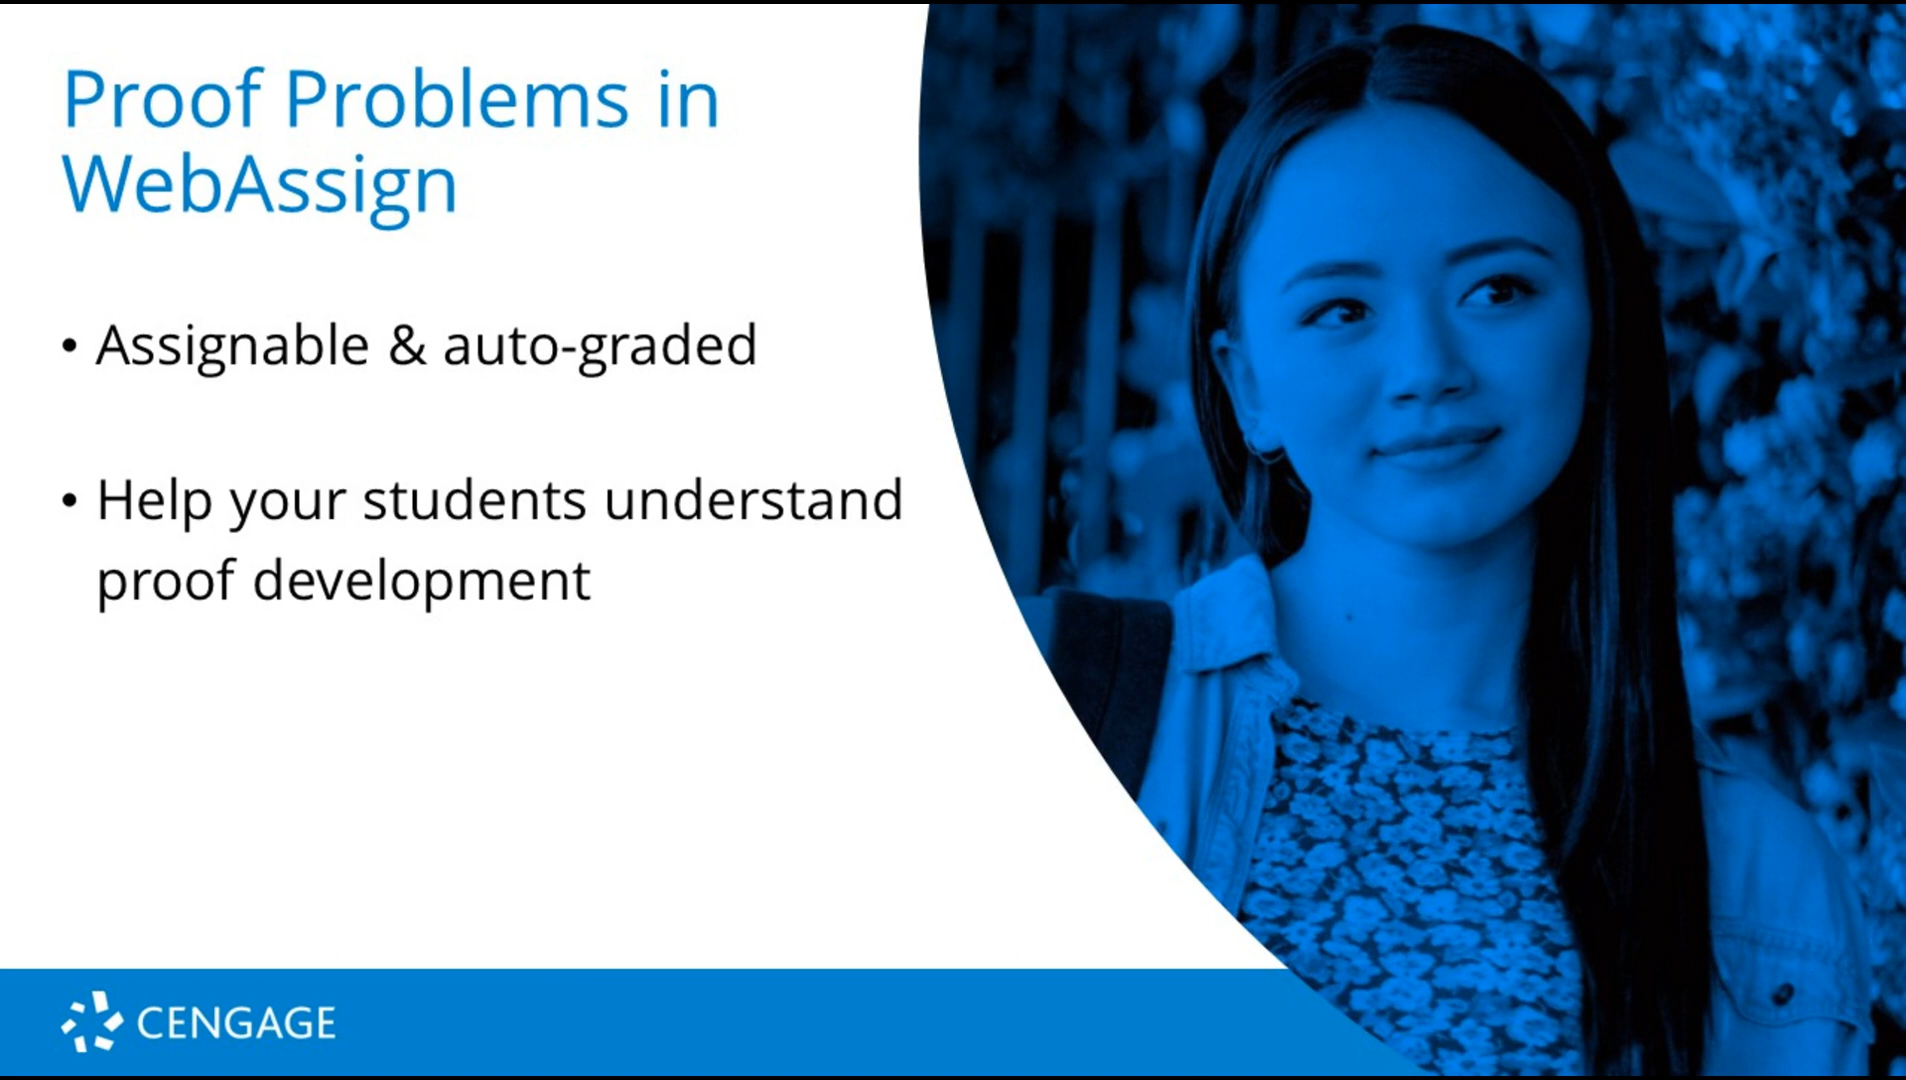 Proof Problems in
WebAssign
• Assignable & auto-graded
• Help your students understand
proof development
CENGAGE